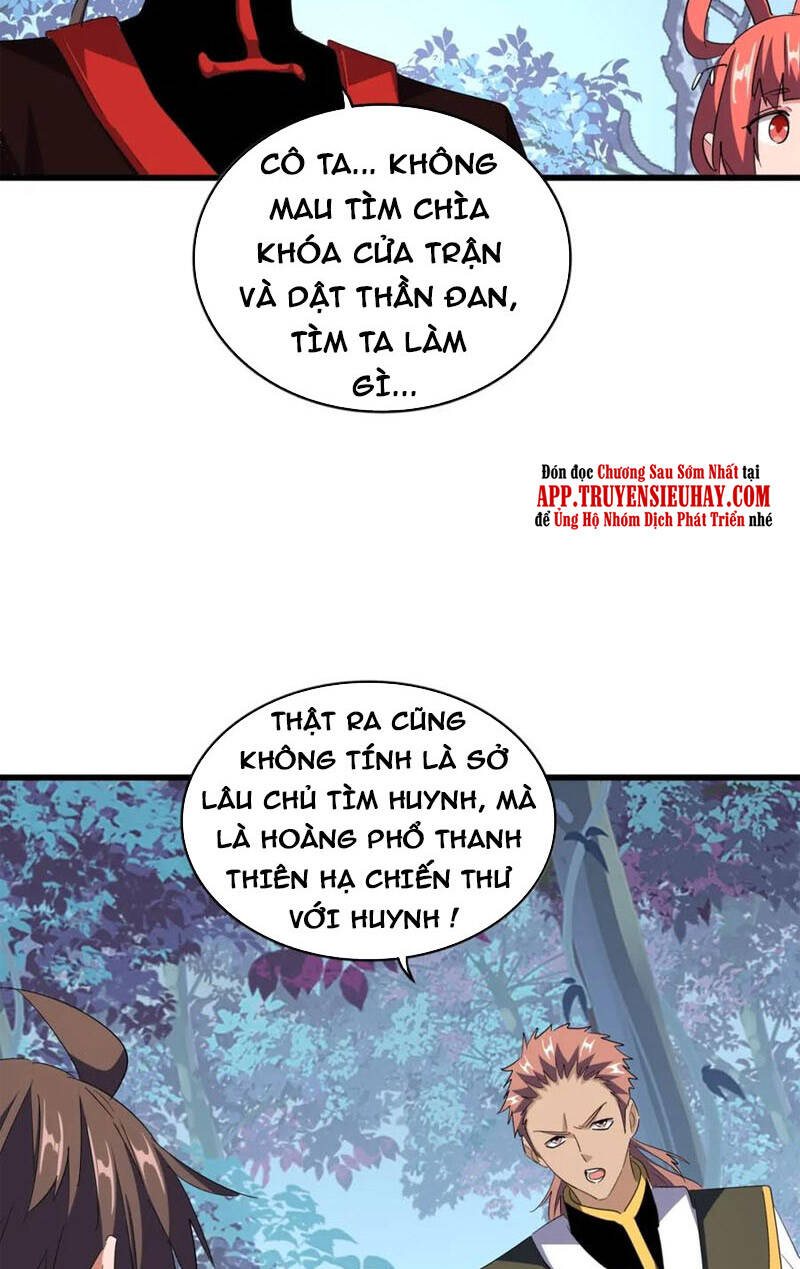 CÔ TA... KHÔNG
MAU TÌM CHÌA
KHÓA CỬA TRẬN
VÀ DẬT THẦN ĐAN,
TÌM TA LÀM
GÌ...
Đón đọc Chương Sau Sớm Nhất tại
APP.TRUYENSIEUHAY.COM
để Ủng Hộ Nhóm Dịch Phát Triển nhé
THẬT RA CŨNG
KHÔNG TÍNH LÀ SỞ
LÂU CHỦ TÌM HUYNH, MÀ
LÀ HOÀNG PHỔ THANH
THIÊN HẠ CHIẾN THƯ
VỚI HUYNH !